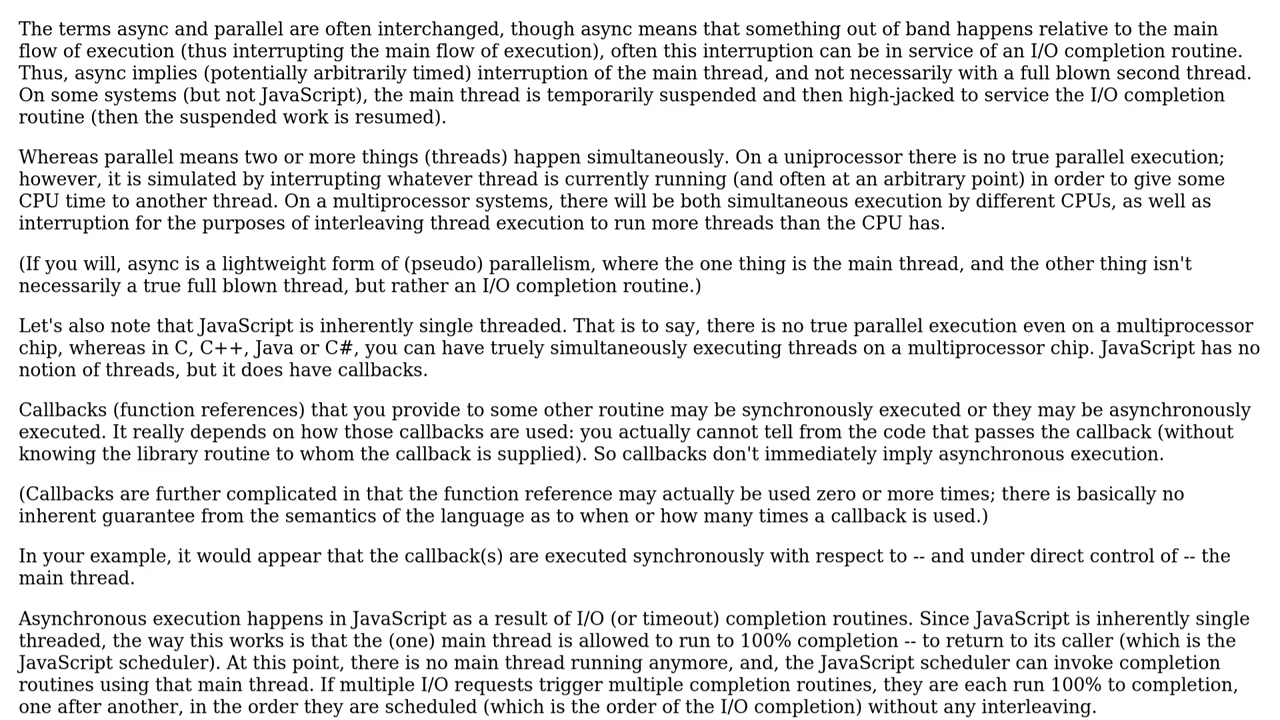 The terms async and parallel are often interchanged, though async means that something out of band happens relative to the main
flow of execution (thus interrupting the main flow of execution), often this interruption can be in service of an I/O completion routine.
Thus, async implies (potentially arbitrarily timed) interruption of the main thread, and not necessarily with a full blown second thread.
On some systems (but not JavaScript), the main thread is temporarily suspended and then high-jacked to service the I/O completion
routine (then the suspended work is resumed).
Whereas parallel means two or more things (threads) happen simultaneously. On a uniprocessor there is no true parallel execution;
however, it is simulated by interrupting whatever thread is currently running (and often at an arbitrary point) in order to give some
CPU time to another thread. On a multiprocessor systems, there will be both simultaneous execution by different CPUs, as well as
interruption for the purposes of interleaving thread execution to run more threads than the CPU has.
(If you will, async is a lightweight form of (pseudo) parallelism, where the one thing is the main thread, and the other thing isn't
necessarily a true full blown thread, but rather an I/O completion routine.)
Let's also note that JavaScript is inherently single threaded. That is to say, there is no true parallel execution even on a multiprocessor
chip, whereas in C, C++, Java or C#, you can have truely simultaneously executing threads on a multiprocessor chip. JavaScript has no
notion of threads, but it does have callbacks.
Callbacks (function references) that you provide to some other routine may be synchronously executed or they may be asynchronously
executed. It really depends on how those callbacks are used: you actually cannot tell from the code that passes the callback (without
knowing the library routine to whom the callback is supplied). So callbacks don't immediately imply asynchronous execution.
(Callbacks are further complicated in that the function reference may actually be used zero or more times; there is basically no
inherent guarantee from the semantics of the language as to when or how many times a callback is used.)
In your example, it would appear that the callback(s) are executed synchronously with respect to -- and under direct control of -- the
main thread.
Asynchronous execution happens in JavaScript as a result of I/O (or timeout) completion routines. Since JavaScript is inherently single
threaded, the way this works is that the (one) main thread is allowed to run to 100% completion -- to return to its caller (which is the
JavaScript scheduler). At this point, there is no main thread running anymore, and, the JavaScript scheduler can invoke completion
routines using that main thread. If multiple I/O requests trigger multiple completion routines, they are each run 100% to completion,
one after another, in the order they are scheduled (which is the order of the I/O completion) without any interleaving.